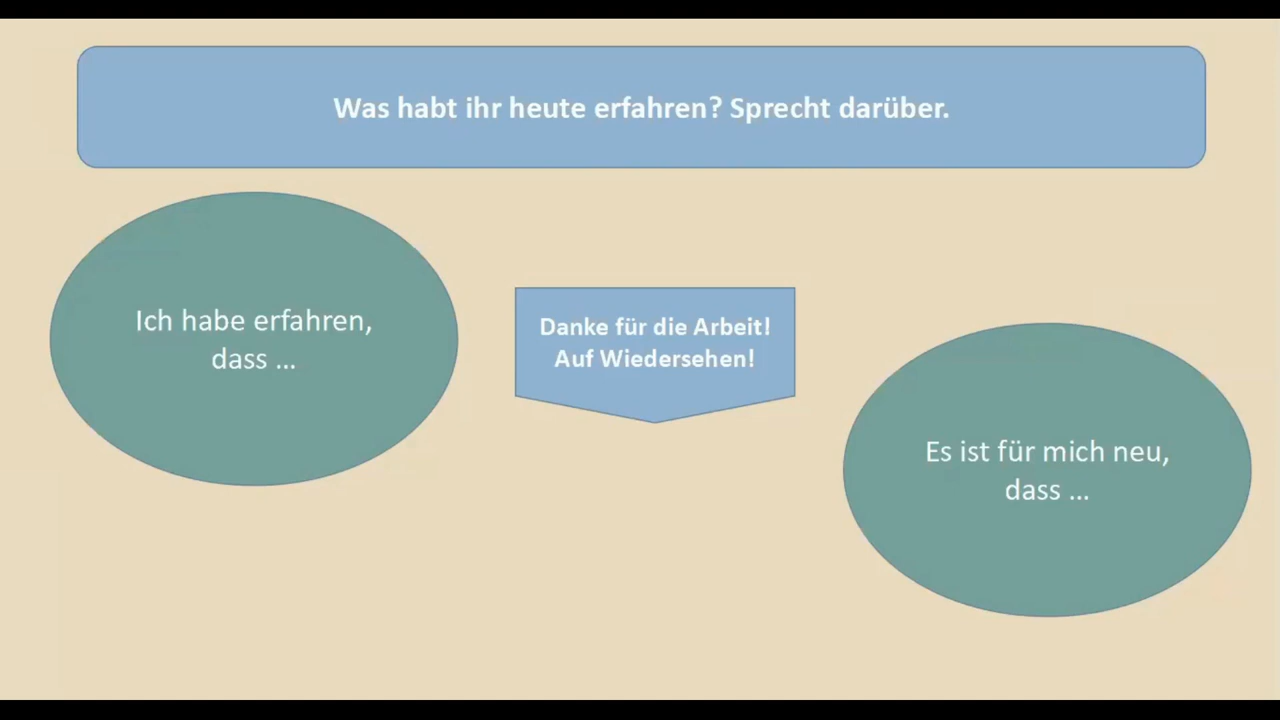 Was habt ihr heute erfahren? Sprecht darüber.
Ich habe erfahren,
dass ...
Danke für die Arbeit!
Auf Wiedersehen!
Es ist für mich neu,
dass ...